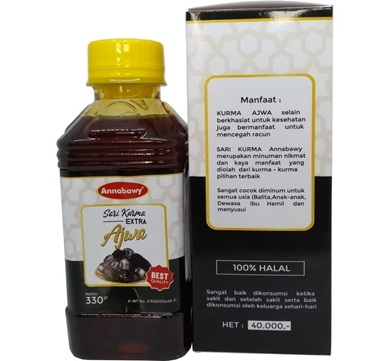 Annabawy
Sari Kurma
EXTRA
Ajwa
BEST
QUALITY
330
Manfaat :
KURMA AJWA selain
berkhasiat untuk kesehatan
juga bermanfaat untuk
mencegah racun
SARI KURMA Annabawy
merupakan minuman nikmat
dan kaya manfaat yang
diolah dari kurma - kurma
pilihan terbaik
Sangat cocok diminum untuk
semua usia (Balita,Anak-anak,
Dewasa Ibu Hamil dan
menyusui
100% HALAL
Sangat baik dikonsumsi ketika
sakit dan setelah sakit serta baik
dikonsumsi oleh keluarga sehari-hari
HET : 40.000,-